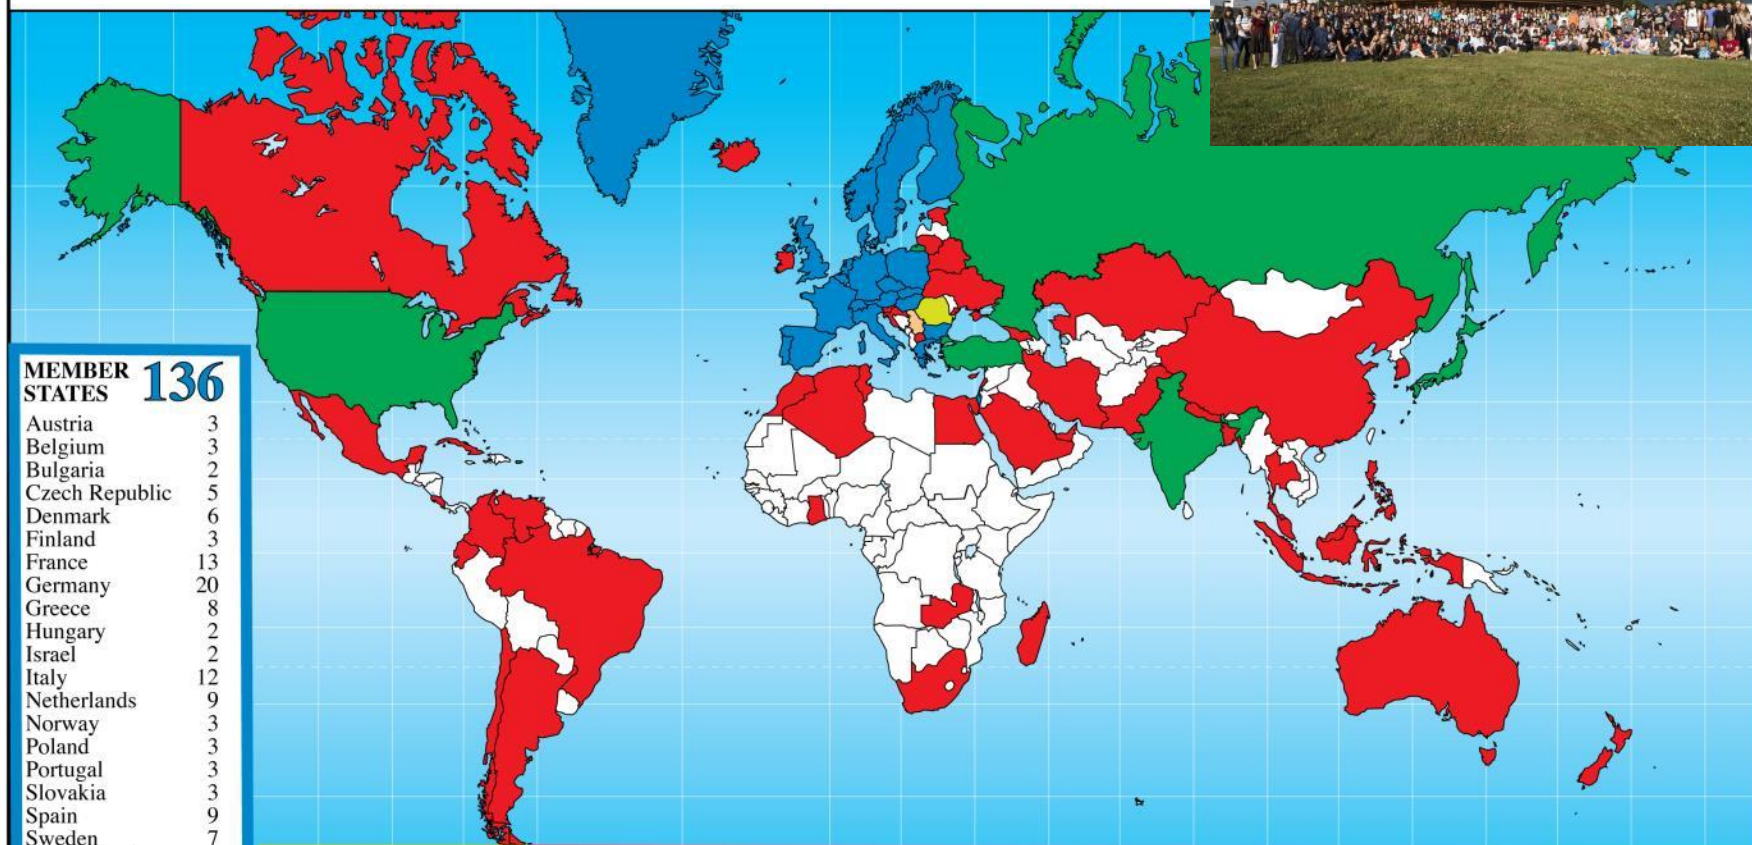 MEMBER STATES 136
Austria 3
Belgium 3
Bulgaria 2
Czech Republic 5
Denmark 6
Finland 3
France 13
Germany 20
Greece 8
Hungary 2
Israel 2
Italy 12
Netherlands 9
Norway 3
Poland 3
Portugal 3
Slovakia 3
Spain 9
Sweden 7